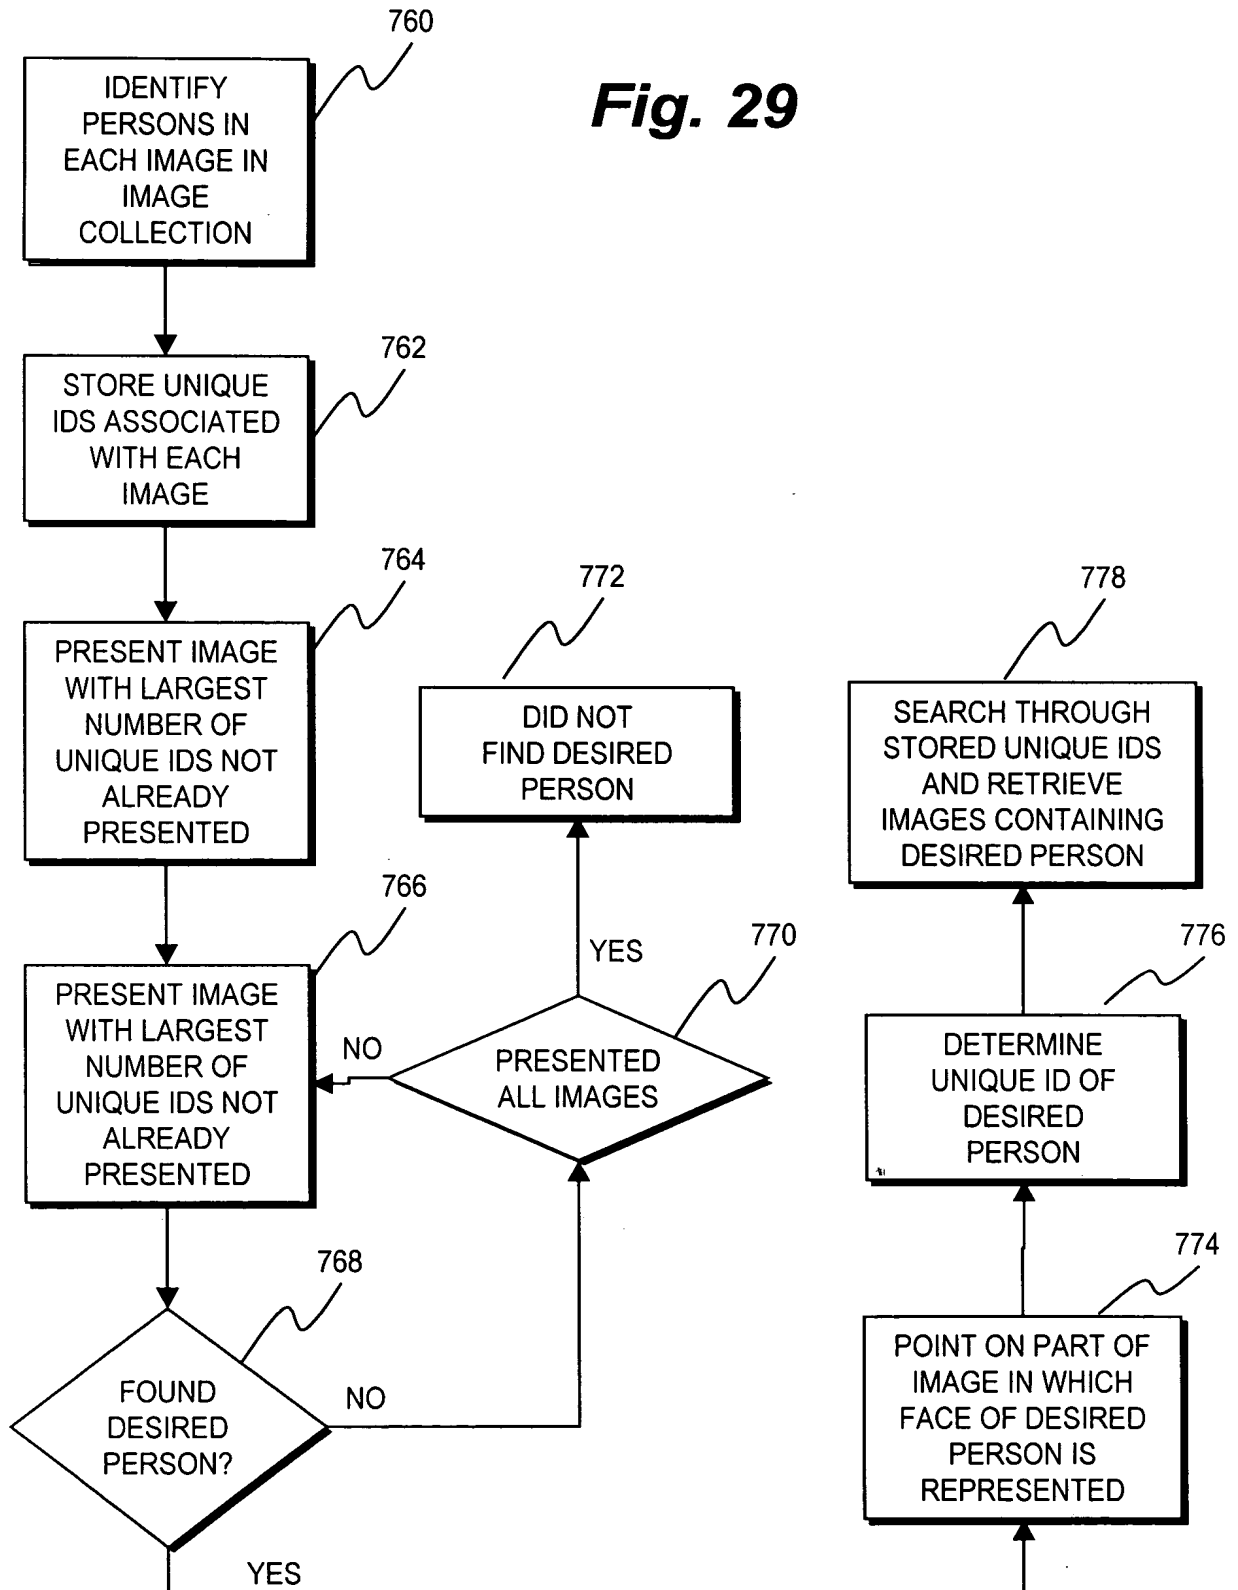 760
Fig. 29
IDENTIFY
PERSONS IN
EACH IMAGE IN
IMAGE
COLLECTION
762
STORE UNIQUE
IDS ASSOCIATED
WITH EACH
IMAGE
764
PRESENT IMAGE
WITH LARGEST
NUMBER OF
UNIQUE IDS NOT
ALREADY
PRESENTED
766
PRESENT IMAGE
WITH LARGEST
NUMBER OF
UNIQUE IDS NOT
ALREADY
PRESENTED
768
FOUND
DESIRED
PERSON?
NO
YES
770
PRESENTED
ALL IMAGES
NO
YES
772
DID NOT
FIND DESIRED
PERSON
774
POINT ON PART OF
IMAGE IN WHICH
FACE OF DESIRED
PERSON IS
REPRESENTED
776
DETERMINE
UNIQUE ID OF
DESIRED
PERSON
778
SEARCH THROUGH
STORED UNIQUE IDS
AND RETRIEVE
IMAGES CONTAINING
DESIRED PERSON